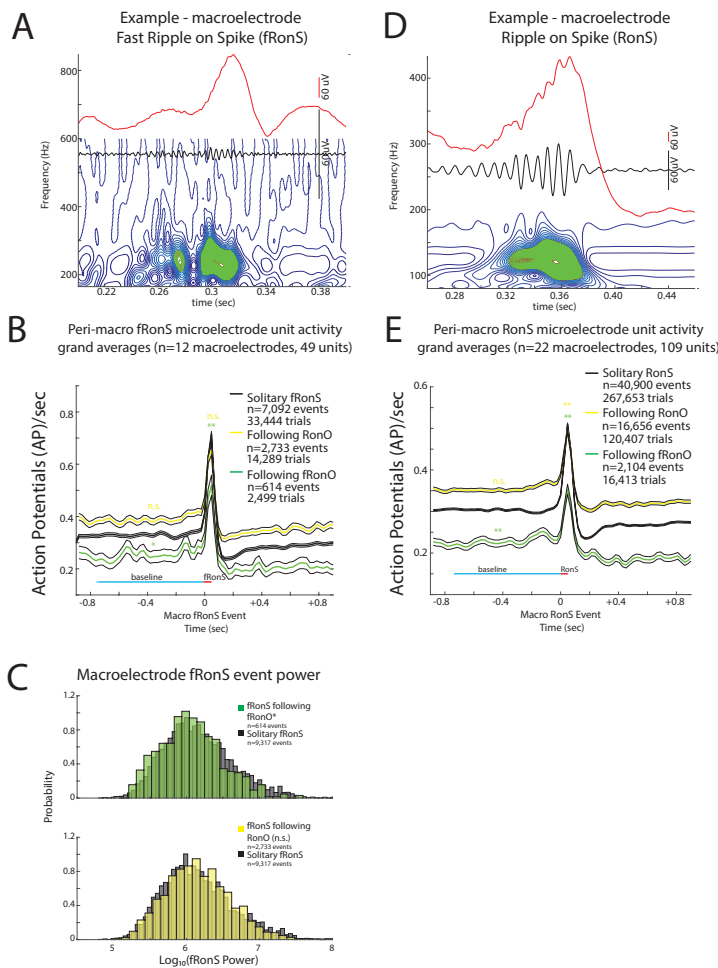 A
Example - macroelectrode
Fast Ripple on Spike (fRonS)
800
600
400
200
Frequency (Hz)
60 uV
60 uV
0.22
0.26
0.3
0.34
0.38
time (sec)
D
Example - macroelectrode
Ripple on Spike (RonS)
400
300
200
100
Frequency (Hz)
60 uV
60 uV
0.28
0.32
0.36
0.40
0.44
time (sec)
B
Peri-macro fRonS microelectrode unit activity
grand averages (n=12 macroelectrodes, 49 units)
Action Potentials (AP)/sec
0.8
0.6
0.4
0.2
n.s.
**
n.s.
*
Solitary fRonS
n=7,092 events
33,444 trials
Following RonO
n=2,733 events
14,289 trials
Following fRonO
n=614 events
2,499 trials
baseline
fRonS
-0.8
-0.4
0
+0.4
+0.8
Macro fRonS Event
Time (sec)
E
Peri-macro RonS microelectrode unit activity
grand averages (n=22 macroelectrodes, 109 units)
Action Potentials (AP)/sec
0.6
0.4
0.2
**
**
n.s.
**
Solitary RonS
n=40,900 events
267,653 trials
Following RonO
n=16,656 events
120,407 trials
Following fRonO
n=2,104 events
16,413 trials
baseline
RonS
-0.8
-0.4
0
+0.4
+0.8
Macro RonS Event
Time (sec)
C
Macroelectrode fRonS event power
1.2
0.8
0.4
0
fRonS following
fRonO*
n=614 events
Solitary fRonS
n=9,317 events
Probability
1.2
0.8
0.4
0
fRonS following
RonO (n.s.)
n=2,733 events
Solitary fRonS
n=9,317 events
5
6
7
8
Log₁₀(fRonS Power)